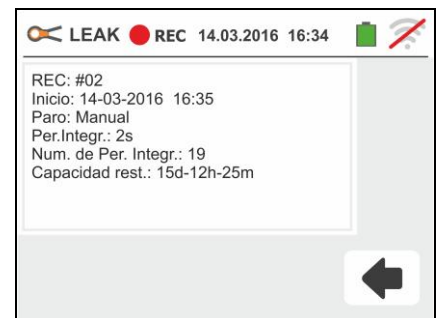 LEAK REC 14.03.2016 16:34
REC: #02
Inicio: 14-03-2016 16:35
Paro: Manual
Per.Integr.: 2s
Num. de Per. Integr.: 19
Capacidad rest.: 15d-12h-25m